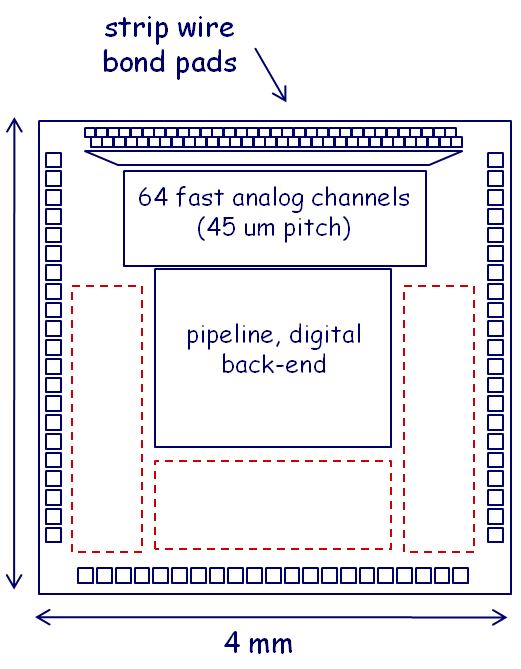 strip wire
bond pads
64 fast analog channels
(45 um pitch)
pipeline, digital
back-end
4 mm